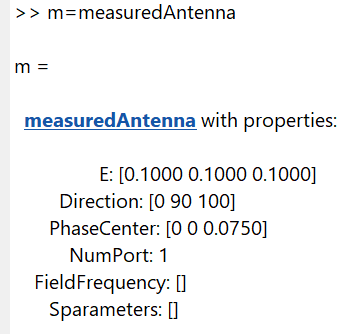 >> m=measuredAntenna
m =
measuredAntenna with properties:
E: [0.1000 0.1000 0.1000]
Direction: [0 90 100]
PhaseCenter: [0 0 0.0750]
NumPort: 1
FieldFrequency: []
Sparameters: []